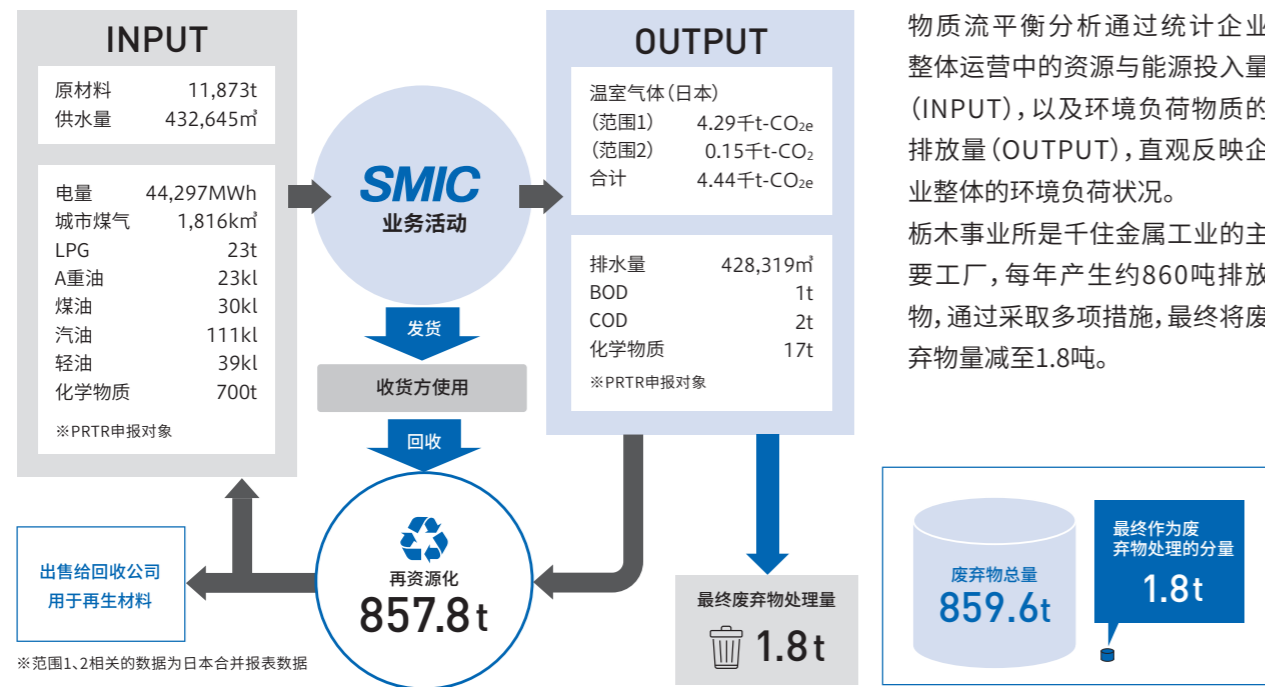 INPUT
原材料 11,873t
供水量 432,645㎥
电量 44,297MWh
城市煤气 1,816k㎥
LPG 23t
A重油 23kl
煤油 30kl
汽油 111kl
轻油 39kl
化学物质 700t
※PRTR申报对象
SMIC
业务活动
发货
收货方使用
回收
再资源化
857.8t
出售给回收公司
用于再生材料
※范围1、2相关的数据为日本合并报表数据
OUTPUT
温室气体(日本)
(范围1) 4.29千t-CO2e
(范围2) 0.15千t-CO2
合计 4.44千t-CO2e
排水量 428,319㎥
BOD 1t
COD 2t
化学物质 17t
※PRTR申报对象
最终废弃物处理量
1.8t
物质流平衡分析通过统计企业
整体运营中的资源与能源投入量
(INPUT),以及环境负荷物质的
排放量(OUTPUT),直观反映企
业整体的环境负荷状况。
栃木事业所是千住金属工业的主
要工厂,每年产生约860吨排放
物,通过采取多项措施,最终将废
弃物量减至1.8吨。
废弃物总量
859.6t
最终作为废
弃物处理的分量
1.8t